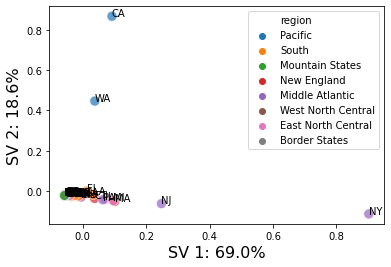 CA
region
Pacific
South
Mountain States
New England
Middle Atlantic
West North Central
East North Central
Border States
WA
NJ
NY
MA
0.8
0.6
0.4
0.2
0.0
0.0
0.2
0.4
0.6
0.8
SV 2: 18.6%
SV 1: 69.0%